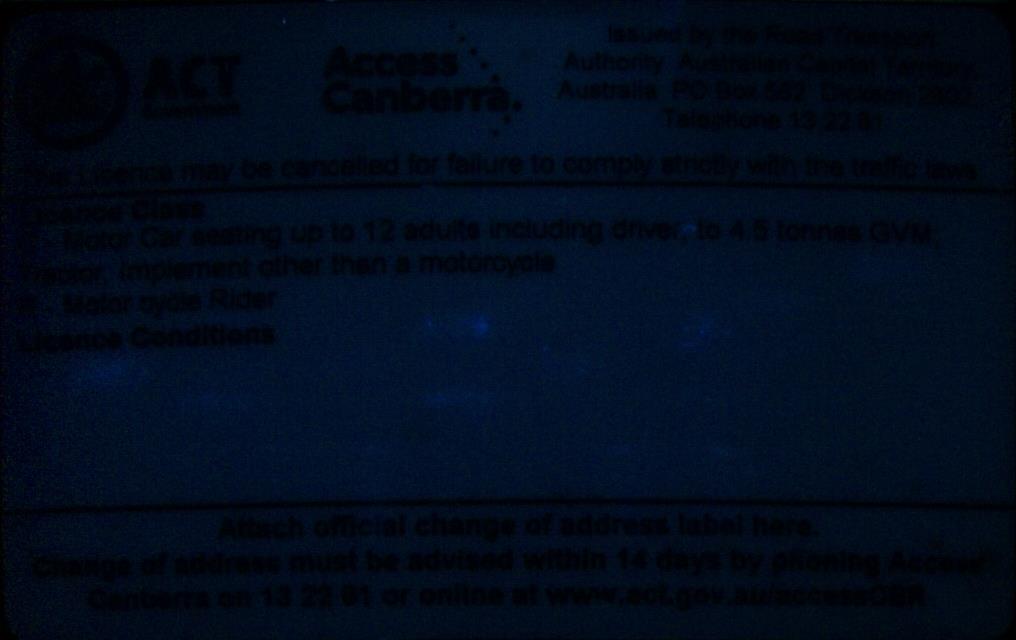 ACT
Government
Access
Canberra
Issued by the Road Transport
Authority Australian Capital Territory,
Australia PO Box 582 Dickson 2602
Telephone 13 22 81
This Licence may be cancelled for failure to comply strictly with the traffic laws
Licence Class
C - Motor Car seating up to 12 adults including driver, to 4.5 tonnes GVM,
Tractor, implement other than a motorcycle
R - Motor cycle Rider
Licence Conditions
Attach official change of address label here.
Change of address must be advised within 14 days by phoning Access
Canberra on 13 22 81 or online at www.act.gov.au/accessCBR